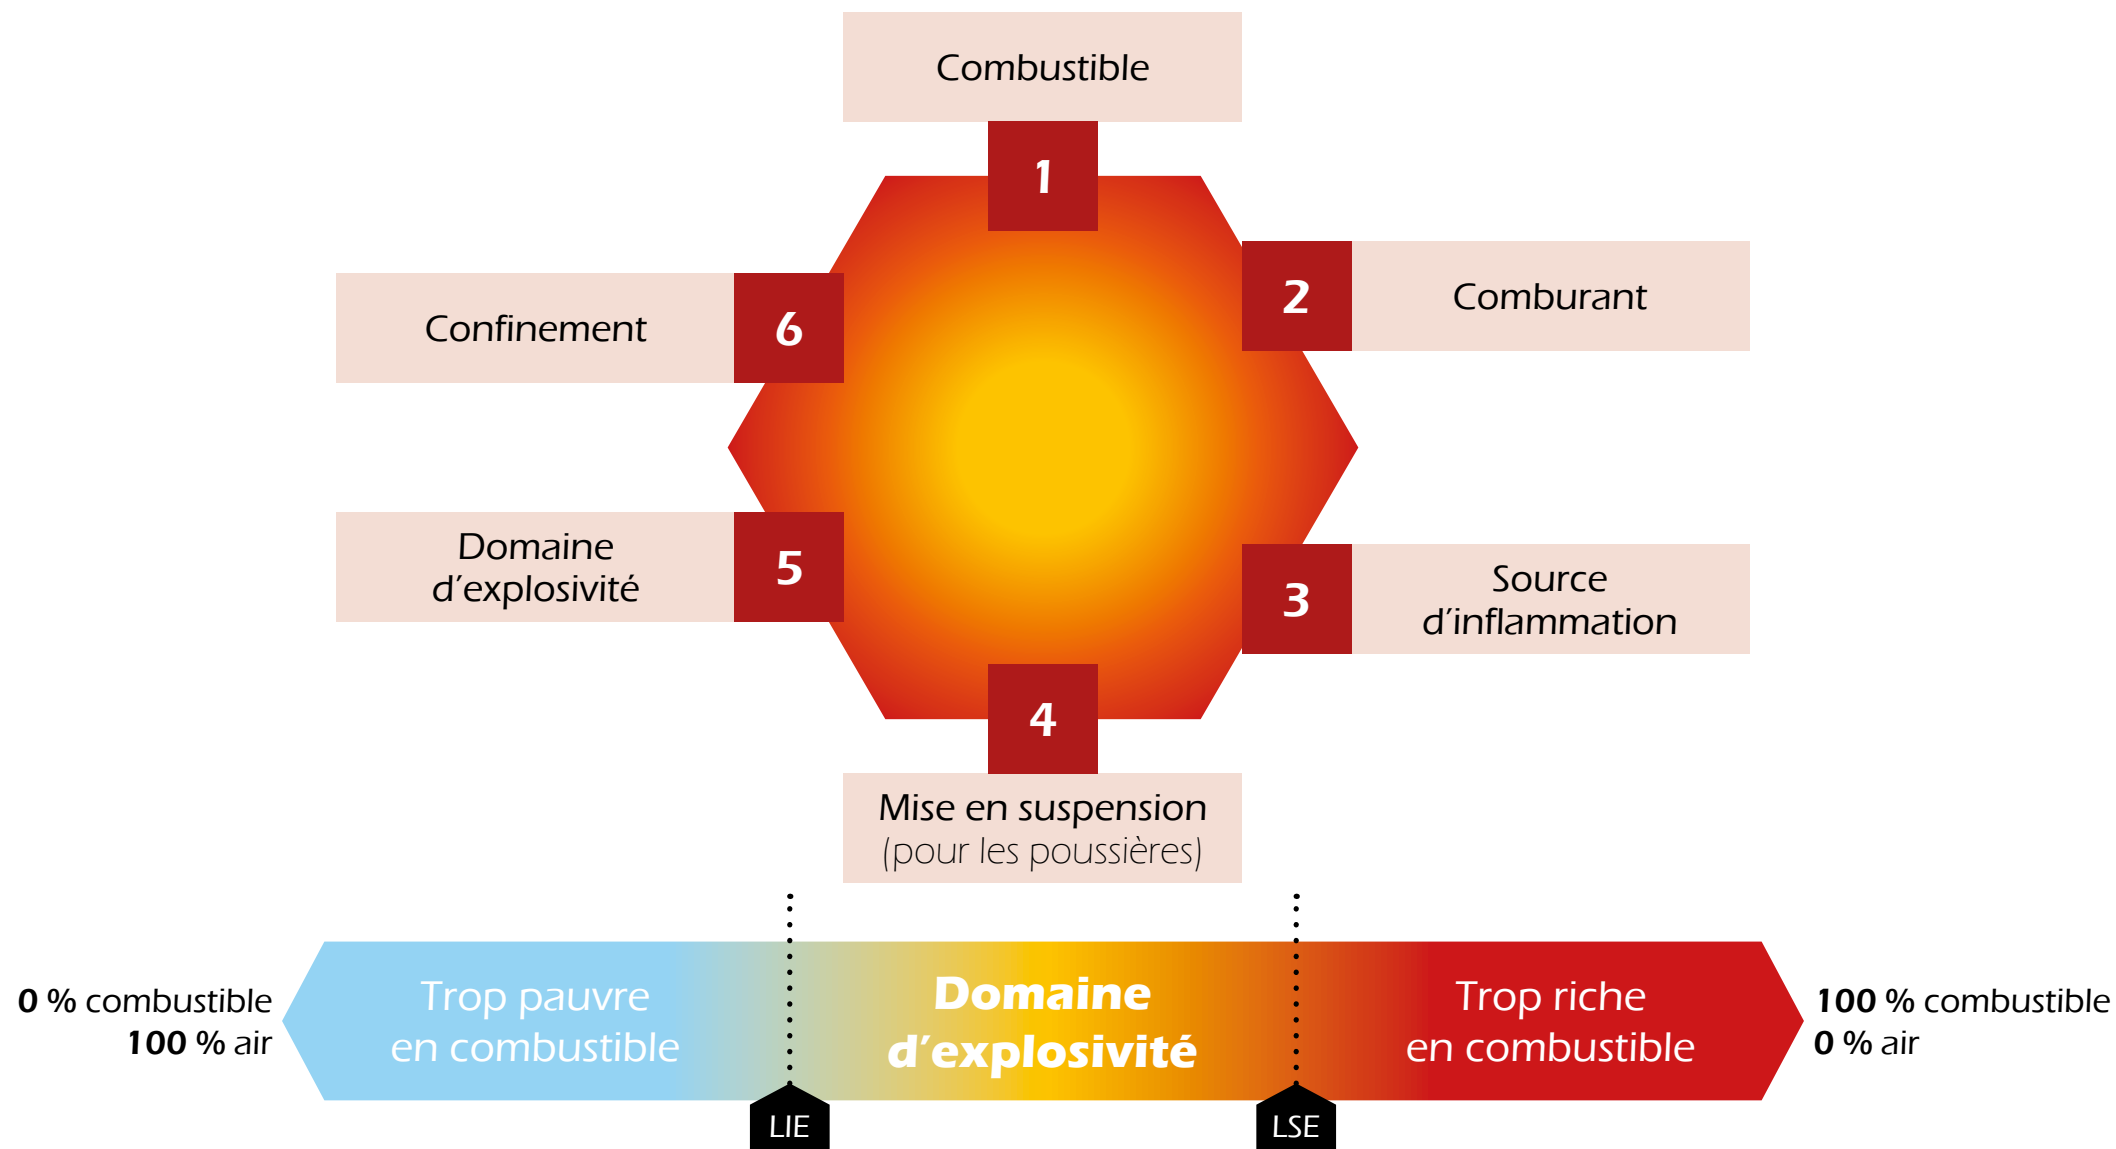 Combustible
1
2
Comburant
Confinement
6
Domaine
d’explosivité
5
3
Source
d’inflammation
4
Mise en suspension
(pour les poussières)
0 % combustible
100 % air
Trop pauvre
en combustible
Domaine
d’explosivité
Trop riche
en combustible
100 % combustible
0 % air
LIE
LSE